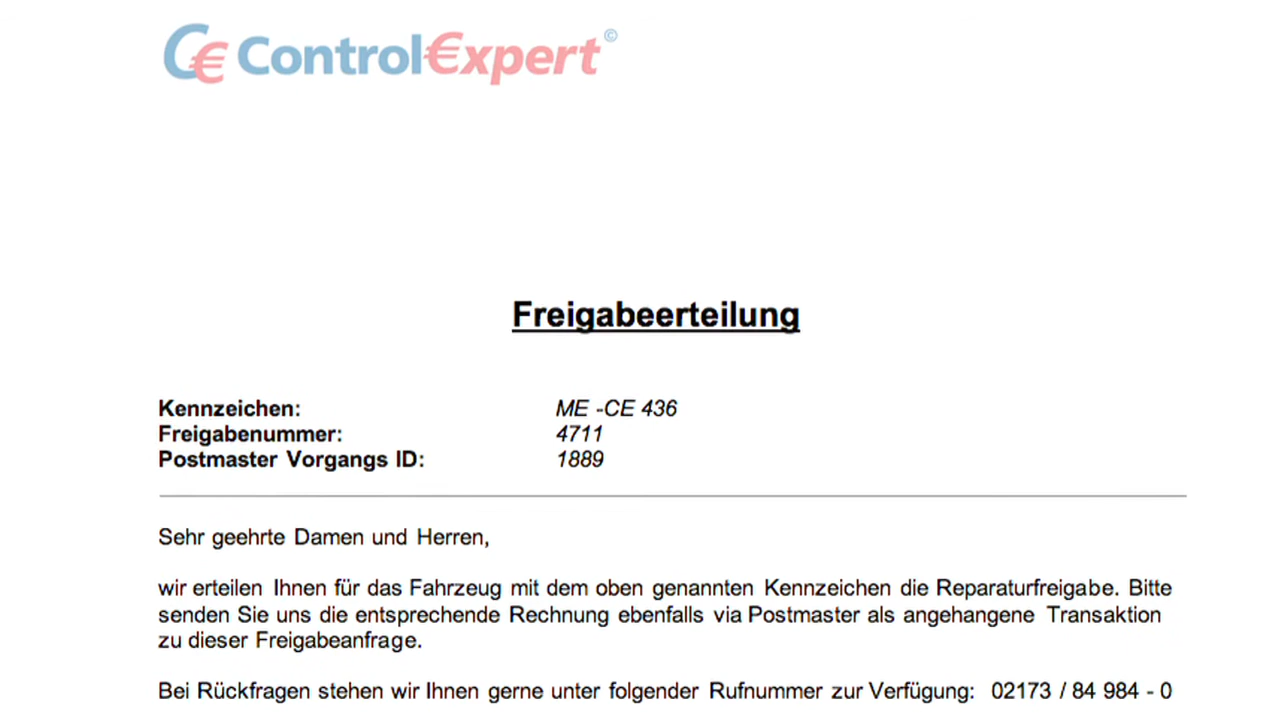 C€ Control€xpert©
Freigabeerteilung
Kennzeichen: ME -CE 436
Freigabenummer: 4711
Postmaster Vorgangs ID: 1889
Sehr geehrte Damen und Herren,
wir erteilen Ihnen für das Fahrzeug mit dem oben genannten Kennzeichen die Reparaturfreigabe. Bitte
senden Sie uns die entsprechende Rechnung ebenfalls via Postmaster als angehangene Transaktion
zu dieser Freigabeanfrage.
Bei Rückfragen stehen wir Ihnen gerne unter folgender Rufnummer zur Verfügung: 02173 / 84 984 - 0